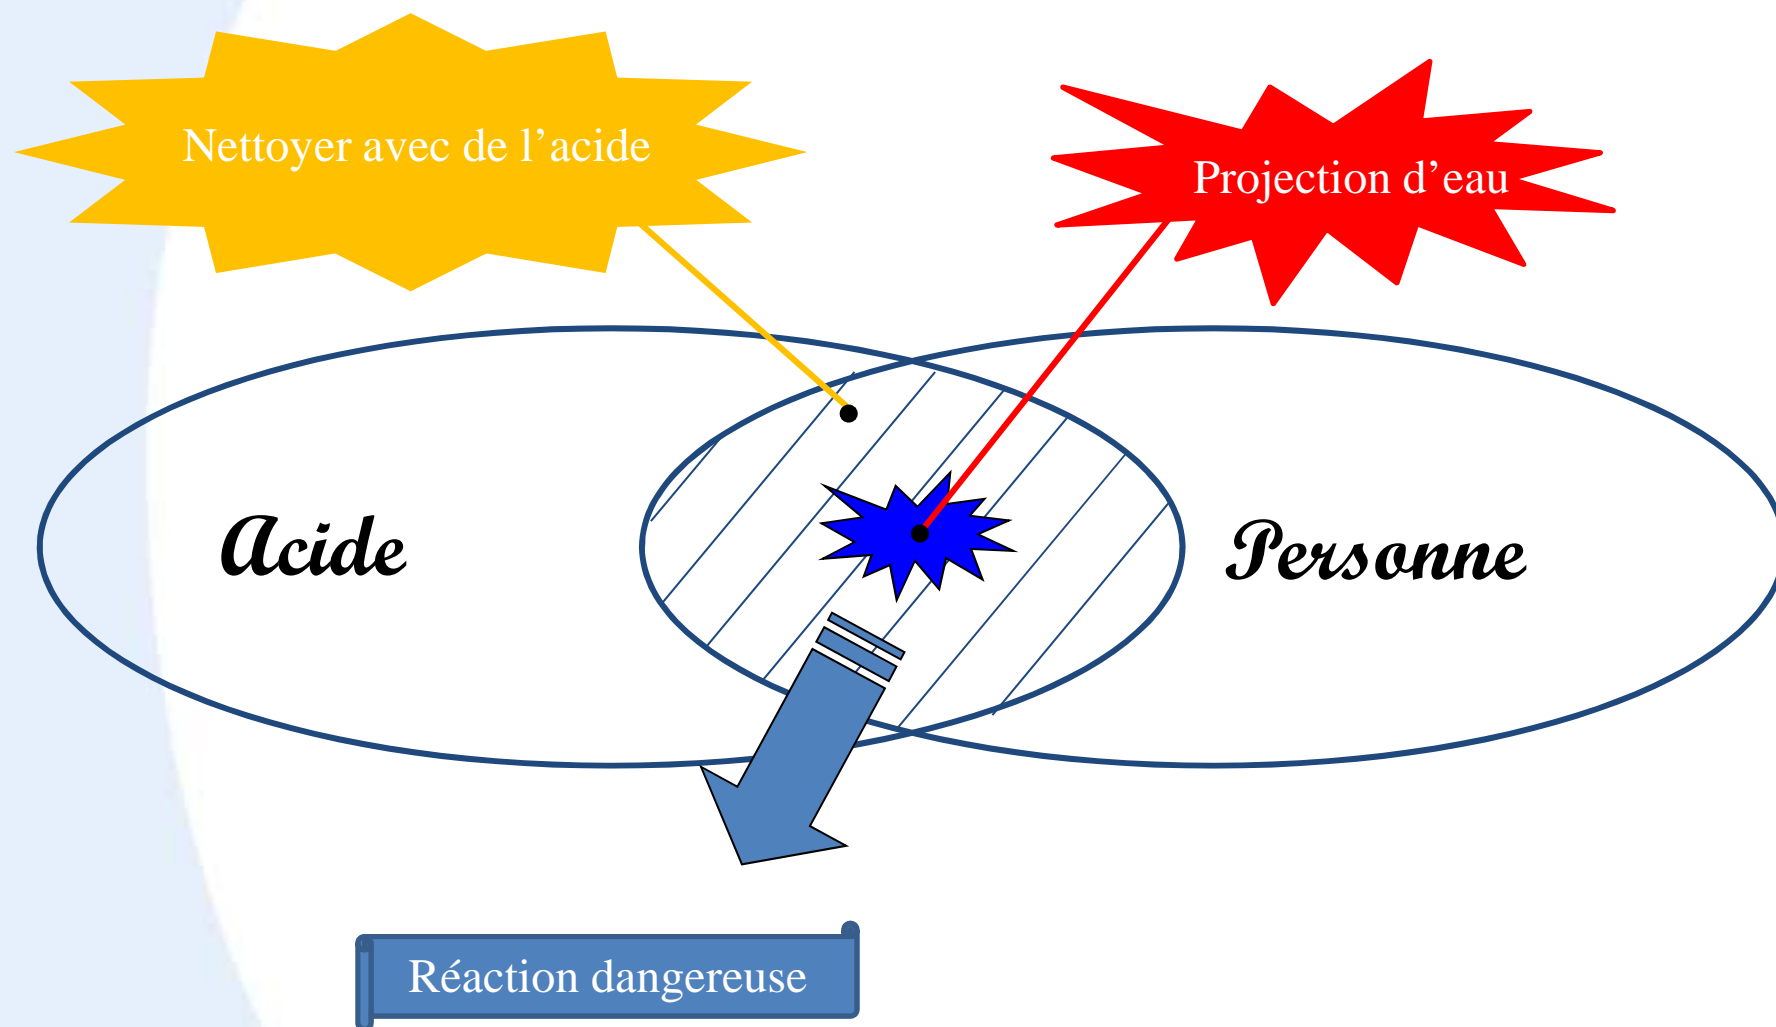 Nettoyer avec de l’acide
Projection d’eau
Acide
Personne
Réaction dangereuse